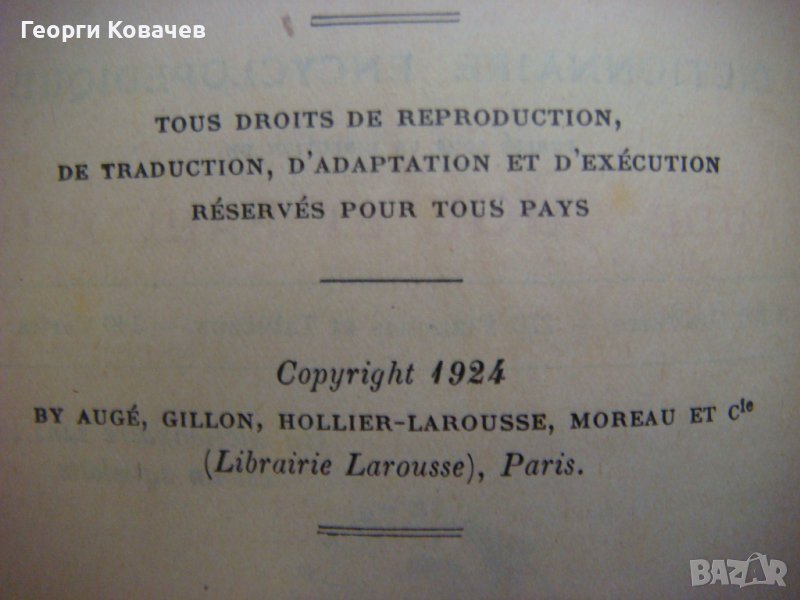 Георги Ковачев
TOUS DROITS DE REPRODUCTION,
DE TRADUCTION, D'ADAPTATION ET D'EXÉCUTION
RÉSERVÉS POUR TOUS PAYS
Copyright 1924
BY AUGÉ, GILLON, HOLLIER-LAROUSSE, MOREAU ET Cie
(Librairie Larousse), Paris.
BAZAR